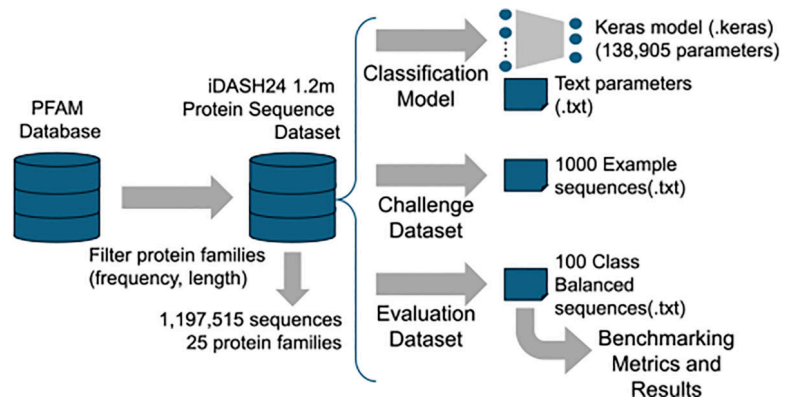 PFAM
Database
Filter protein families
(frequency, length)
iDASH24 1.2m
Protein Sequence
Dataset
1,197,515 sequences
25 protein families
Classification
Model
Keras model (.keras)
(138,905 parameters)
Text parameters
(.txt)
Challenge
Dataset
1000 Example
sequences(.txt)
Evaluation
Dataset
100 Class
Balanced
sequences(.txt)
Benchmarking
Metrics and
Results